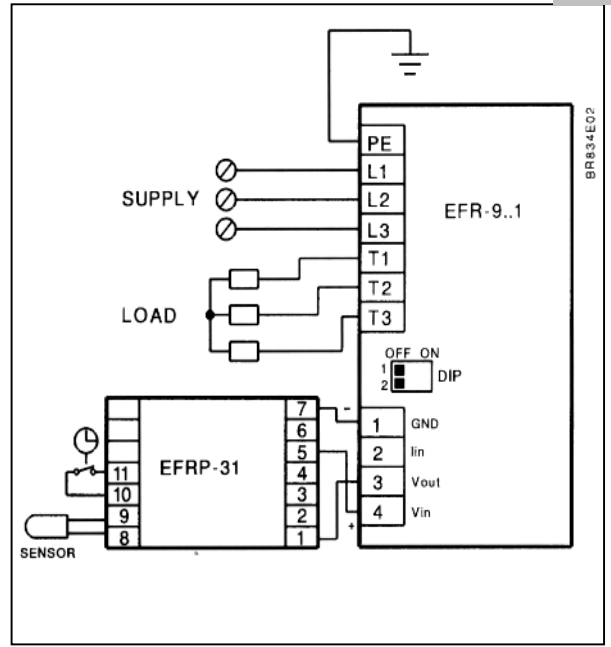 BR834E02
PE
L1
SUPPLY L2 EFR-9..1
L3
T1
T2
LOAD T3
OFF ON
1
2 DIP
7 - 1 GND
6
5 2 Iin
11 EFRP-31 4
10 3 3 Vout
9 2
8 1 + 4 Vin
SENSOR